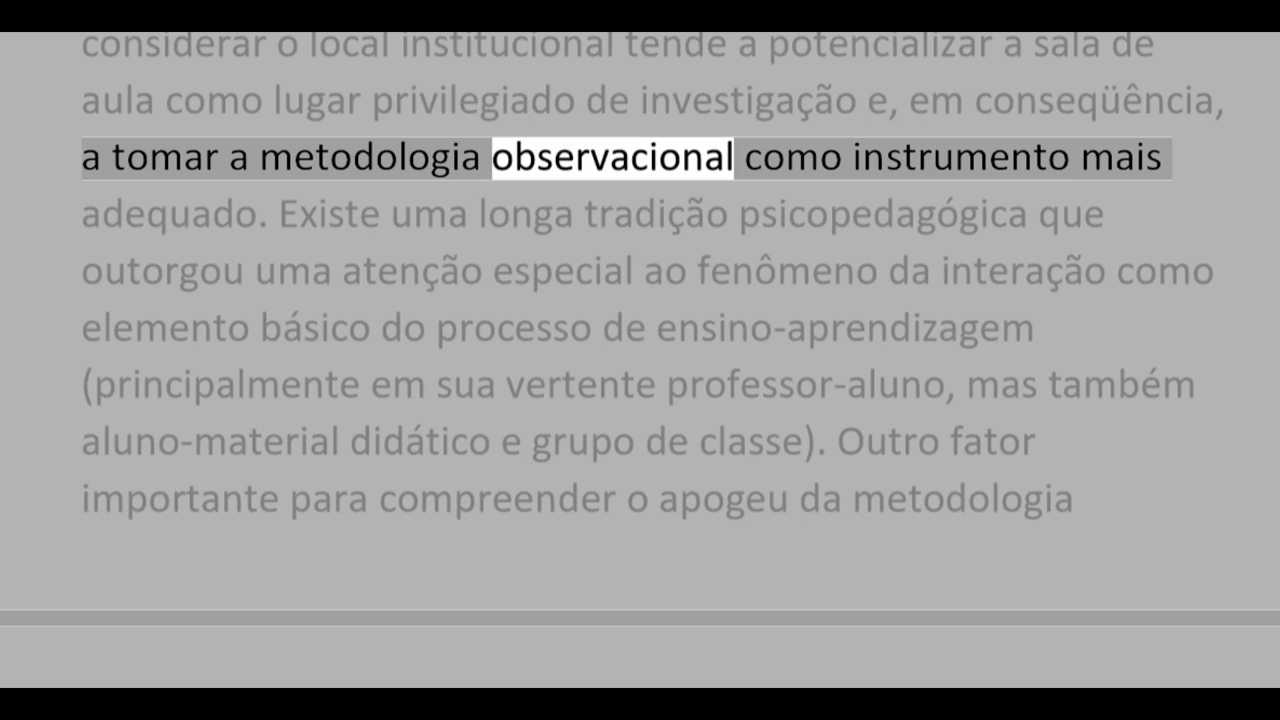 considerar o local institucional tende a potencializar a sala de
aula como lugar privilegiado de investigação e, em conseqüência,
a tomar a metodologia observacional como instrumento mais
adequado. Existe uma longa tradição psicopedagógica que
outorgou uma atenção especial ao fenômeno da interação como
elemento básico do processo de ensino-aprendizagem
(principalmente em sua vertente professor-aluno, mas também
aluno-material didático e grupo de classe). Outro fator
importante para compreender o apogeu da metodologia